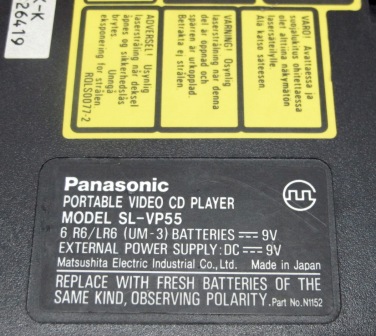 K-K
26419
ADVERSEL! Usynlig
laserstråling når deksel
åpnes og sikkerhedslås
brytes. Unngå
eksponering for strålen
RQLS0077-2
VARNING! Osynlig
laserstrålning när denna
del är öppnad och
spärren är urkopplad.
Betrakta ej strålen.
VARO! Avattaessa ja
suojalukitus ohitettaessa
olet alttiina näkymätön
lasersäteilylle.
Älä katso säteeseen.
Panasonic
PORTABLE VIDEO CD PLAYER
MODEL SL-VP55
6 R6/LR6 (UM-3) BATTERIES ⎓ 9V
EXTERNAL POWER SUPPLY: DC ⎓ 9V
Matsushita Electric Industrial Co., Ltd. Made in Japan
REPLACE WITH FRESH BATTERIES OF THE
SAME KIND, OBSERVING POLARITY. Part No. N1152